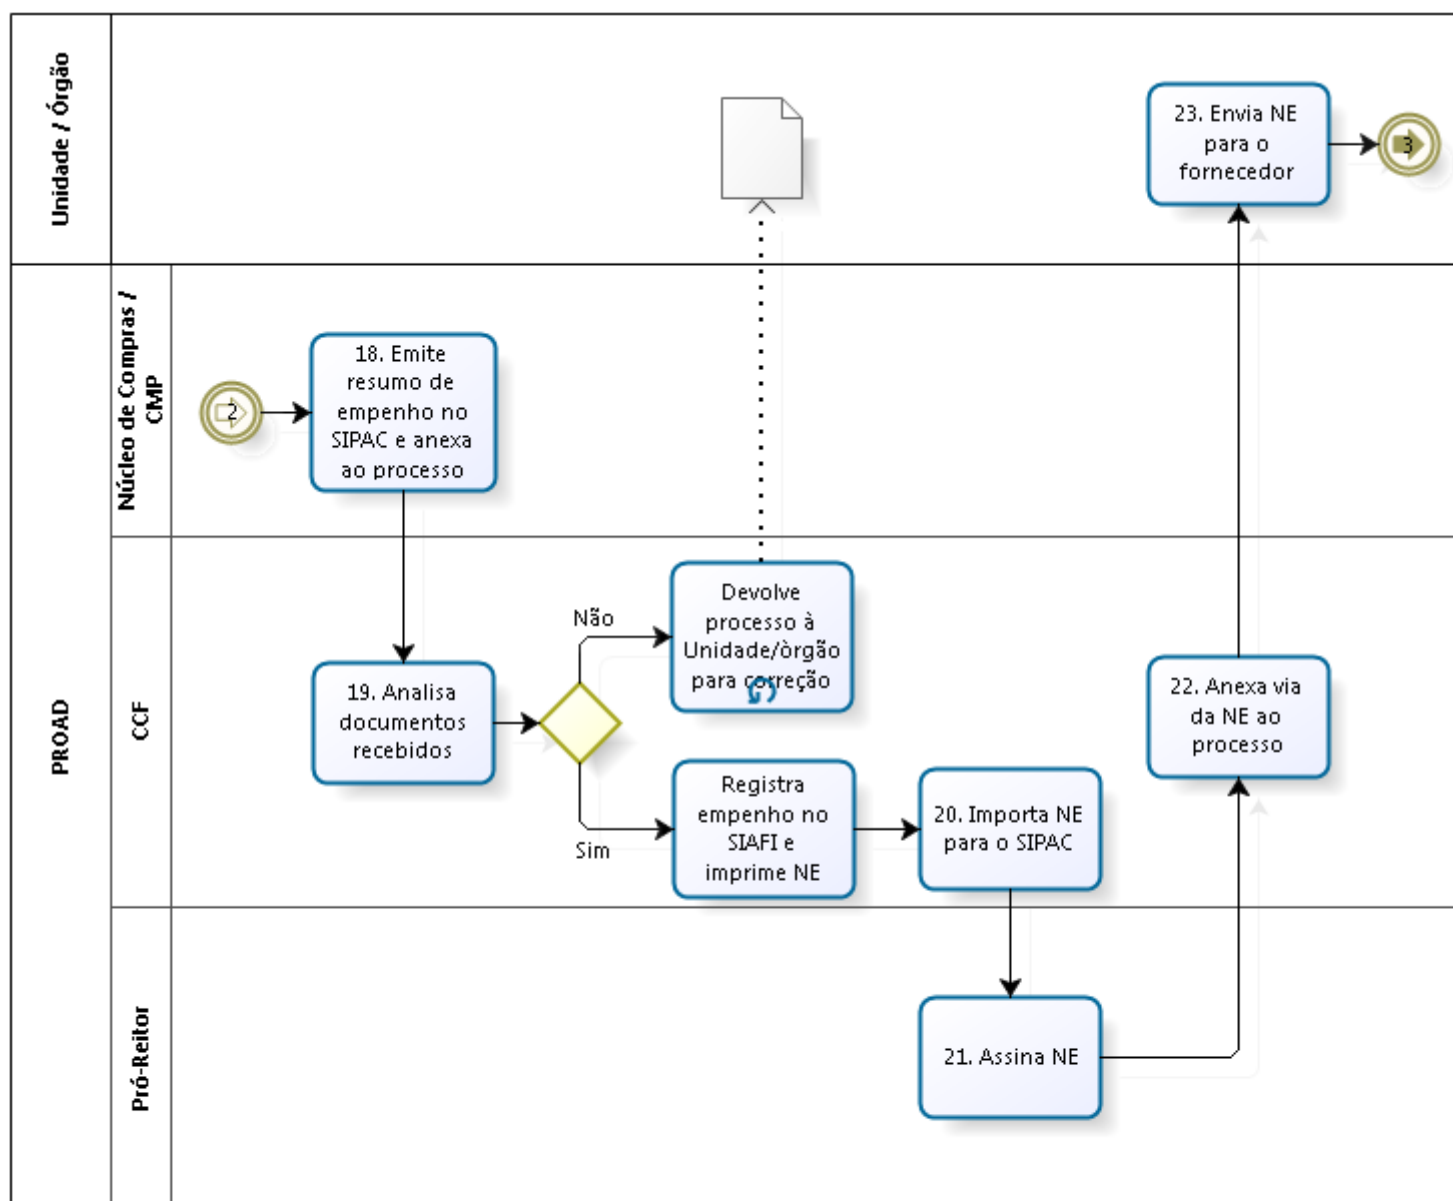 Unidade / Órgão
23. Envia NE
para o
fornecedor
3
PROAD
Núcleo de Compras /
CMP
2
18. Emite
resumo de
empenho no
SIPAC e anexa
ao processo
CCF
19. Analisa
documentos
recebidos
Não
Sim
Devolve
processo à
Unidade/òrgão
para correção
Registra
empenho no
SIAFI e
imprime NE
20. Importa NE
para o SIPAC
22. Anexa via
da NE ao
processo
Pró-Reitor
21. Assina NE